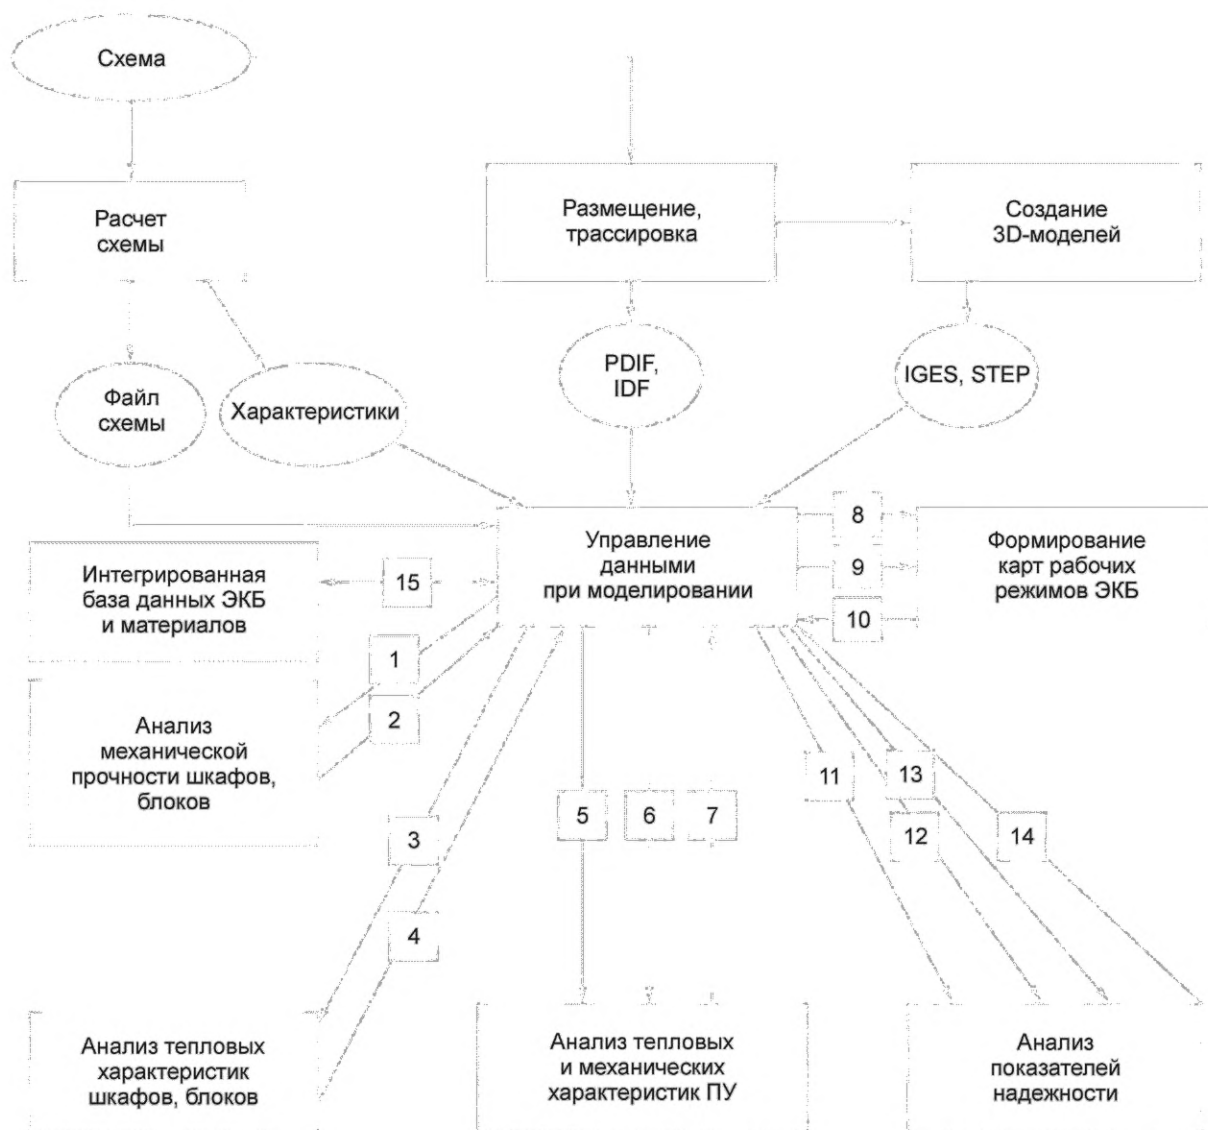 Схема
Расчет
схемы
Размещение,
трассировка
Создание
3D-моделей
Файл
схемы
Характеристики
PDIF,
IDF
IGES, STEP
Интегрированная
база данных ЭКБ
и материалов
15
Управление
данными
при моделировании
8
9
10
Формирование
карт рабочих
режимов ЭКБ
1
2
Анализ
механической
прочности шкафов,
блоков
3
4
5
6
7
11
13
12
14
Анализ тепловых
характеристик
шкафов, блоков
Анализ тепловых
и механических
характеристик ПУ
Анализ
показателей
надежности